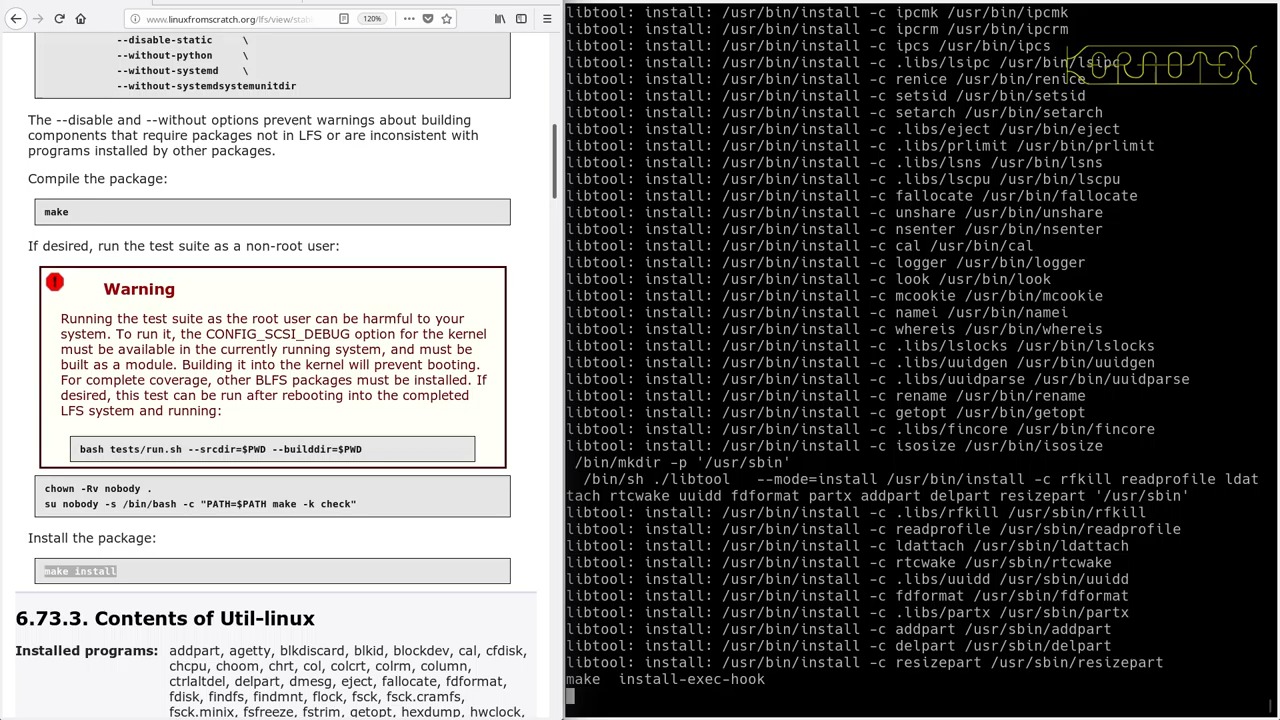 www.linuxfromscratch.org/lfs/view/stab
120%
--disable-static \
--without-python \
--without-systemd \
--without-systemdsystemunitdir
The --disable and --without options prevent warnings about building
components that require packages not in LFS or are inconsistent with
programs installed by other packages.
Compile the package:
make
If desired, run the test suite as a non-root user:
Warning
Running the test suite as the root user can be harmful to your
system. To run it, the CONFIG_SCSI_DEBUG option for the kernel
must be available in the currently running system, and must be
built as a module. Building it into the kernel will prevent booting.
For complete coverage, other BLFS packages must be installed. If
desired, this test can be run after rebooting into the completed
LFS system and running:
bash tests/run.sh --srcdir=$PWD --builddir=$PWD
chown -Rv nobody .
su nobody -s /bin/bash -c "PATH=$PATH make -k check"
Install the package:
make install
6.73.3. Contents of Util-linux
Installed programs: addpart, agetty, blkdiscard, blkid, blockdev, cal, cfdisk,
chcpu, choom, chrt, col, colcrt, colrm, column,
ctrlaltdel, delpart, dmesg, eject, fallocate, fdformat,
fdisk, findfs, findmnt, flock, fsck, fsck.cramfs,
fsck.minix, fsfreeze, fstrim, getopt, hexdump, hwclock,
libtool: install: /usr/bin/install -c ipcmk /usr/bin/ipcmk
libtool: install: /usr/bin/install -c ipcrm /usr/bin/ipcrm
libtool: install: /usr/bin/install -c ipcs /usr/bin/ipcs
libtool: install: /usr/bin/install -c .libs/lsipc /usr/bin/lsipc
libtool: install: /usr/bin/install -c renice /usr/bin/renice
libtool: install: /usr/bin/install -c setsid /usr/bin/setsid
libtool: install: /usr/bin/install -c setarch /usr/bin/setarch
libtool: install: /usr/bin/install -c .libs/eject /usr/bin/eject
libtool: install: /usr/bin/install -c .libs/prlimit /usr/bin/prlimit
libtool: install: /usr/bin/install -c .libs/lsns /usr/bin/lsns
libtool: install: /usr/bin/install -c .libs/lscpu /usr/bin/lscpu
libtool: install: /usr/bin/install -c fallocate /usr/bin/fallocate
libtool: install: /usr/bin/install -c unshare /usr/bin/unshare
libtool: install: /usr/bin/install -c nsenter /usr/bin/nsenter
libtool: install: /usr/bin/install -c cal /usr/bin/cal
libtool: install: /usr/bin/install -c logger /usr/bin/logger
libtool: install: /usr/bin/install -c look /usr/bin/look
libtool: install: /usr/bin/install -c mcookie /usr/bin/mcookie
libtool: install: /usr/bin/install -c namei /usr/bin/namei
libtool: install: /usr/bin/install -c whereis /usr/bin/whereis
libtool: install: /usr/bin/install -c .libs/lslocks /usr/bin/lslocks
libtool: install: /usr/bin/install -c .libs/uuidgen /usr/bin/uuidgen
libtool: install: /usr/bin/install -c .libs/uuidparse /usr/bin/uuidparse
libtool: install: /usr/bin/install -c rename /usr/bin/rename
libtool: install: /usr/bin/install -c getopt /usr/bin/getopt
libtool: install: /usr/bin/install -c .libs/fincore /usr/bin/fincore
libtool: install: /usr/bin/install -c isosize /usr/bin/isosize
/bin/mkdir -p '/usr/sbin'
/bin/sh ./libtool --mode=install /usr/bin/install -c rfkill readprofile ldat
tach rtcwake uuidd fdformat partx addpart delpart resizepart '/usr/sbin'
libtool: install: /usr/bin/install -c .libs/rfkill /usr/sbin/rfkill
libtool: install: /usr/bin/install -c readprofile /usr/sbin/readprofile
libtool: install: /usr/bin/install -c ldattach /usr/sbin/ldattach
libtool: install: /usr/bin/install -c rtcwake /usr/sbin/rtcwake
libtool: install: /usr/bin/install -c .libs/uuidd /usr/sbin/uuidd
libtool: install: /usr/bin/install -c fdformat /usr/sbin/fdformat
libtool: install: /usr/bin/install -c .libs/partx /usr/sbin/partx
libtool: install: /usr/bin/install -c addpart /usr/sbin/addpart
libtool: install: /usr/bin/install -c delpart /usr/sbin/delpart
libtool: install: /usr/bin/install -c resizepart /usr/sbin/resizepart
make install-exec-hook